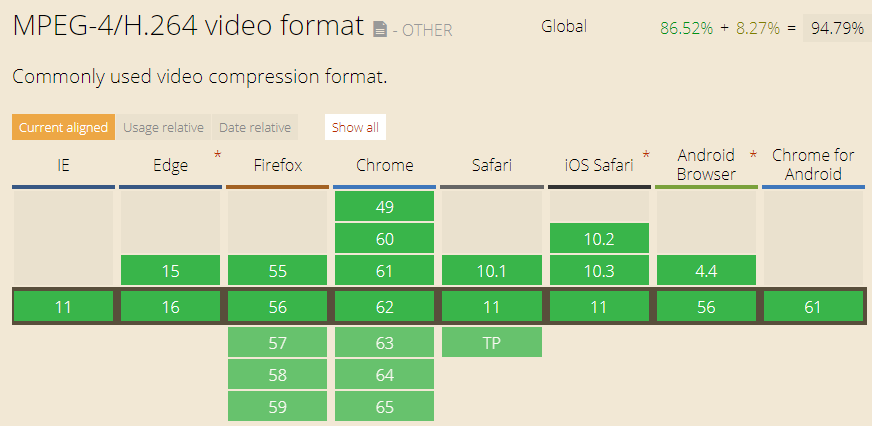 MPEG-4/H.264 video format - OTHER Global 86.52% + 8.27% = 94.79%
Commonly used video compression format.
Current aligned Usage relative Date relative Show all
IE Edge * Firefox Chrome Safari iOS Safari * Android Browser * Chrome for Android
49
60 10.2
15 55 61 10.1 10.3 4.4
11 16 56 62 11 11 56 61
57 63 TP
58 64
59 65